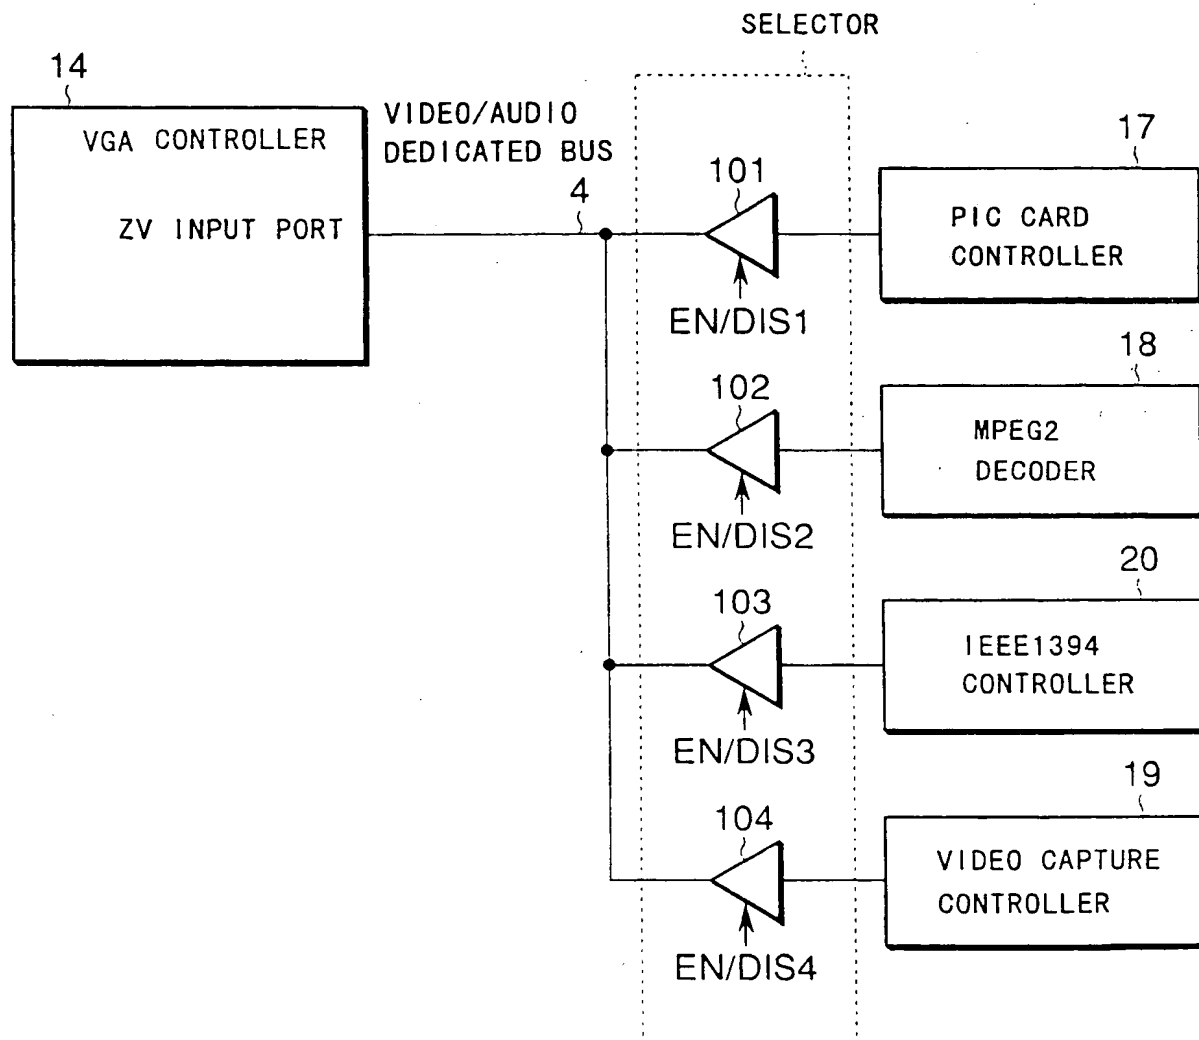 SELECTOR
14
VGA CONTROLLER
ZV INPUT PORT
VIDEO/AUDIO
DEDICATED BUS
4
101
EN/DIS1
17
PIC CARD
CONTROLLER
102
EN/DIS2
18
MPEG2
DECODER
103
EN/DIS3
20
IEEE1394
CONTROLLER
104
EN/DIS4
19
VIDEO CAPTURE
CONTROLLER